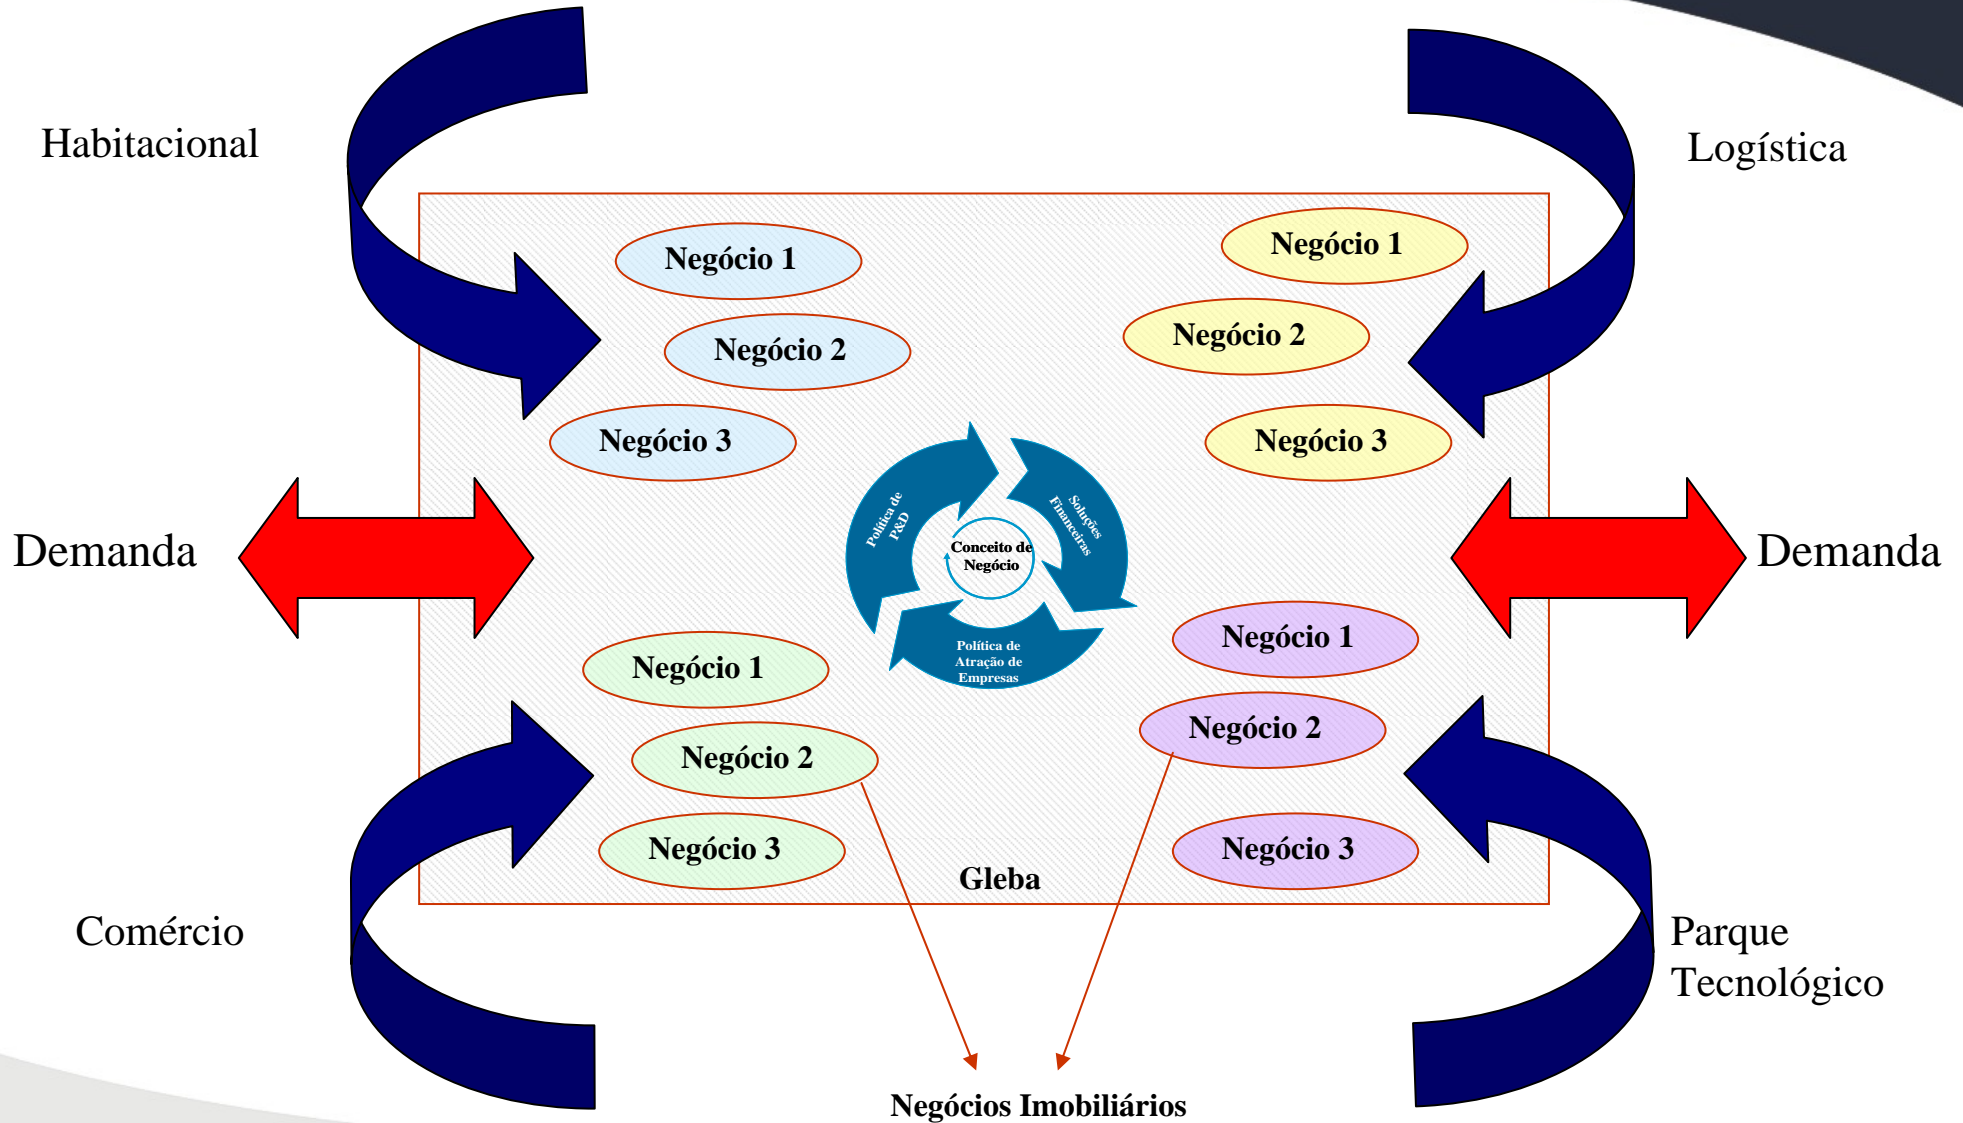 Habitacional
Logística
Negócio 1
Negócio 2
Negócio 3
Negócio 1
Negócio 2
Negócio 3
Demanda
Política de
P&D
Soluções
Financeiras
Conceito de
Negócio
Política de
Atração de
Empresas
Demanda
Negócio 1
Negócio 2
Negócio 3
Negócio 1
Negócio 2
Negócio 3
Gleba
Comércio
Parque
Tecnológico
Negócios Imobiliários